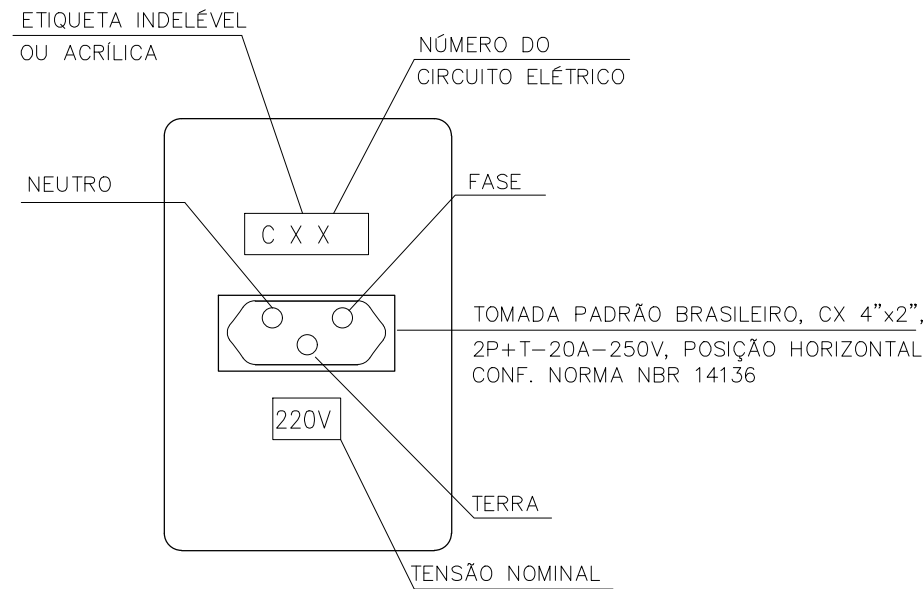 ETIQUETA INDELÉVEL
OU ACRÍLICA
NÚMERO DO
CIRCUITO ELÉTRICO
NEUTRO
FASE
C X X
TOMADA PADRÃO BRASILEIRO, CX 4”x2”,
2P+T-20A-250V, POSIÇÃO HORIZONTAL
CONF. NORMA NBR 14136
220V
TERRA
TENSÃO NOMINAL